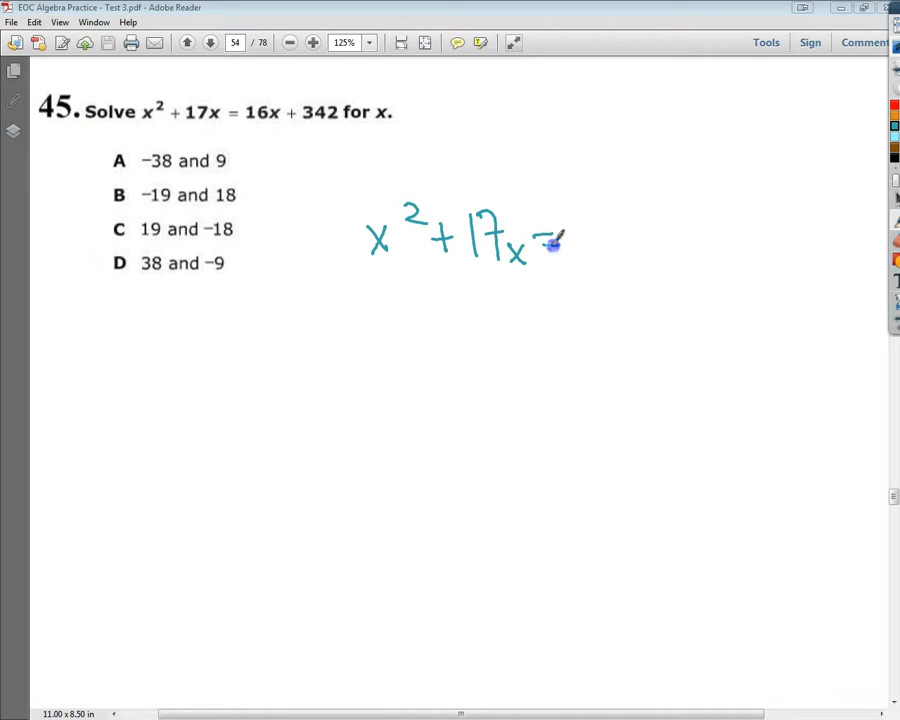 EOC Algebra Practice - Test 3.pdf - Adobe Reader
File Edit View Window Help
54 / 78 125% Tools Sign Comment
45. Solve x² + 17x = 16x + 342 for x.
A −38 and 9
B −19 and 18
C 19 and −18
D 38 and −9
x² + 17x =
11.00 x 8.50 in